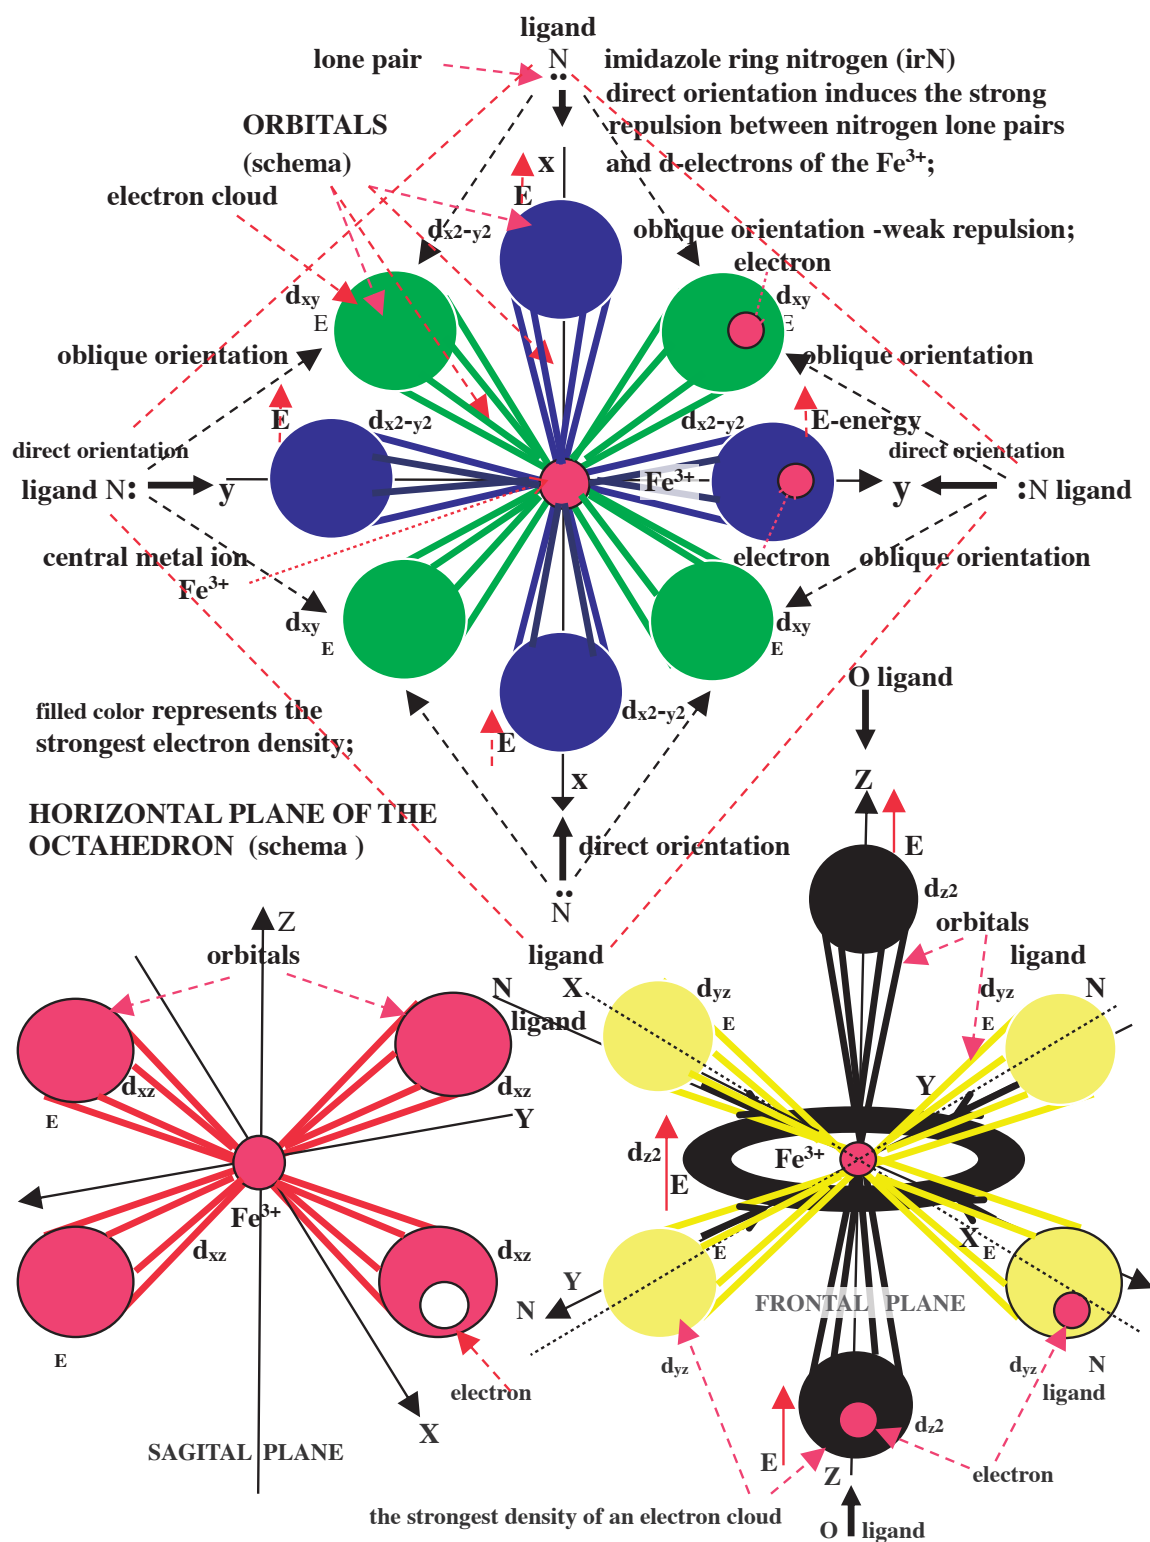 ligand
lone pair
N
imidazole ring nitrogen (irN)
direct orientation induces the strong
repulsion between nitrogen lone pairs
and d-electrons of the Fe3+;
ORBITALS
(schema)
x
E
electron cloud
dx2-y2
oblique orientation -weak repulsion;
electron
dxy
E
dxy
E
oblique orientation
oblique orientation
E
dx2-y2
dx2-y2
E-energy
direct orientation
direct orientation
ligand N:
y
Fe3+
y
:N ligand
central metal ion
Fe3+
electron
oblique orientation
dxy
E
dxy
E
O ligand
filled color represents the
strongest electron density;
E
dx2-y2
x
Z
HORIZONTAL PLANE OF THE
OCTAHEDRON (schema )
direct orientation
E
N
dz2
Z
orbitals
orbitals
ligand
ligand
N
X
dyz
dyz
N
ligand
E
E
dxz
dxz
E
Y
Y
dz2
Fe3+
E
Fe3+
dxz
dxz
X
E
E
Y
N
FRONTAL PLANE
E
dyz
dyz
N
electron
ligand
X
dz2
SAGITAL PLANE
E
Z
electron
the strongest density of an electron cloud
O ligand